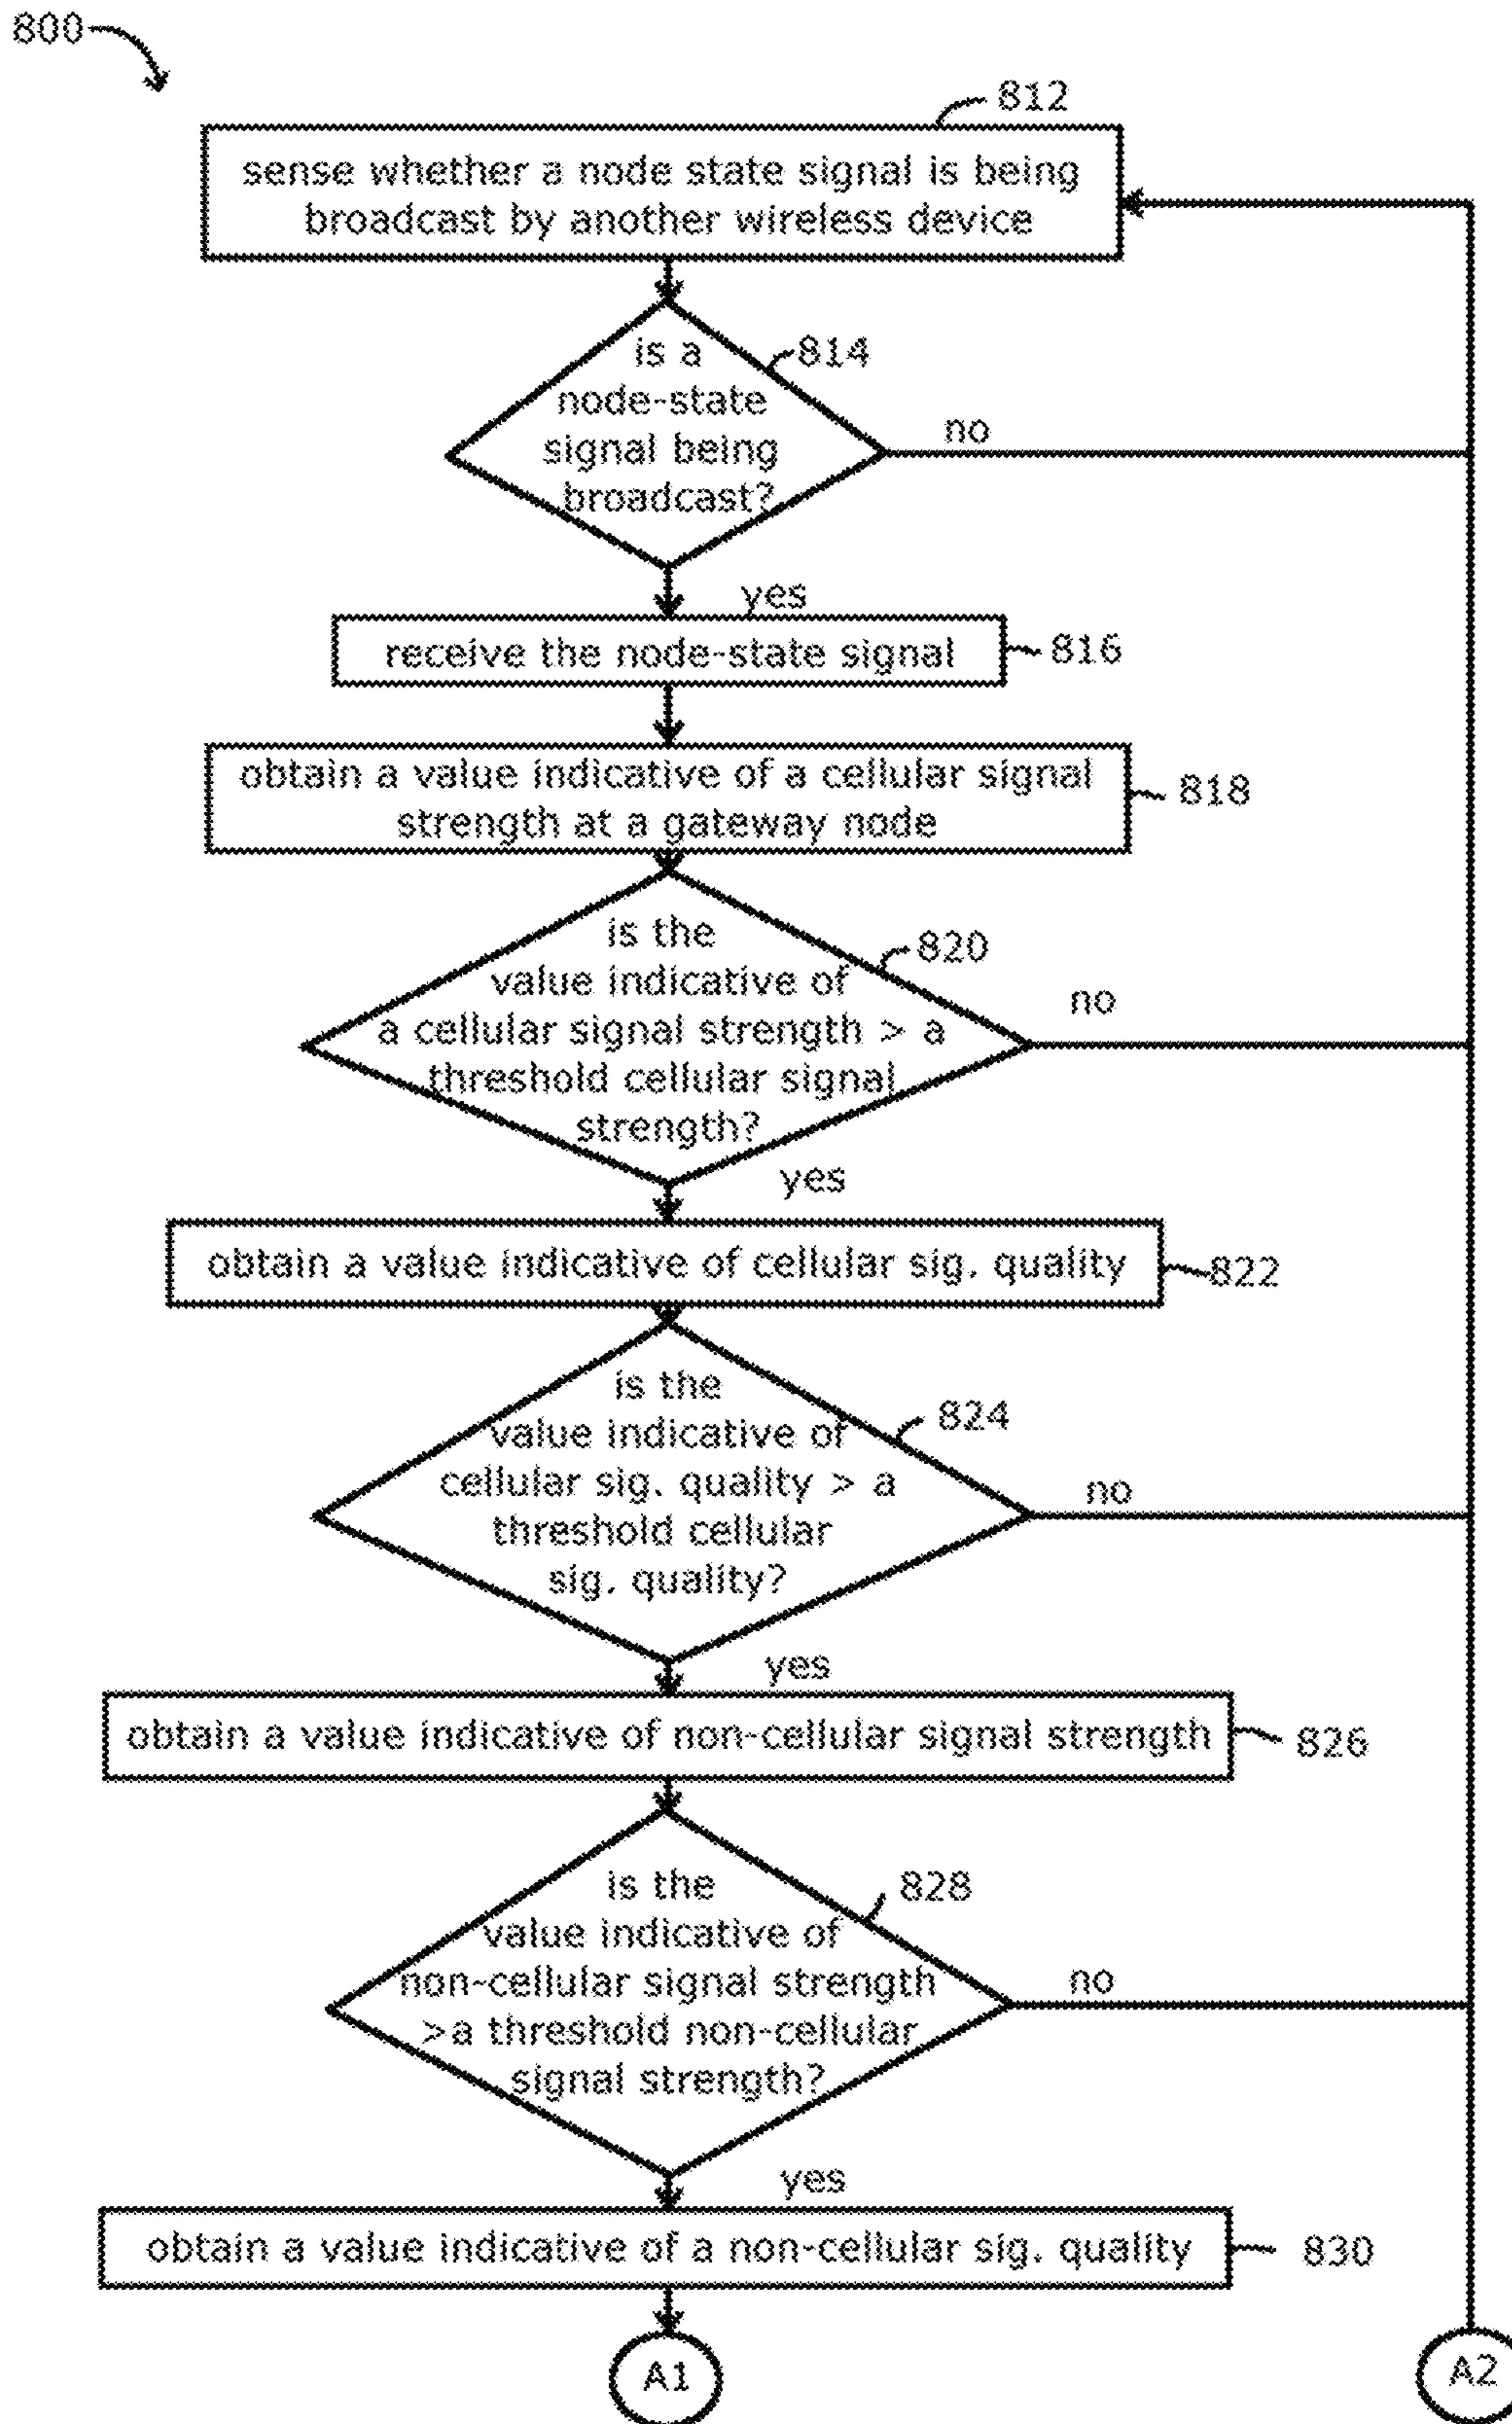 800
812
sense whether a node state signal is being
broadcast by another wireless device
is a
814
node-state
signal being
broadcast?
no
yes
receive the node-state signal
816
obtain a value indicative of a cellular signal
strength at a gateway node
818
is the
820
value indicative of
a cellular signal strength > a
threshold cellular signal
strength?
no
yes
obtain a value indicative of cellular sig. quality
822
is the
824
value indicative of
cellular sig. quality > a
threshold cellular
sig. quality?
no
yes
obtain a value indicative of non-cellular signal strength
826
is the
828
value indicative of
non-cellular signal strength
>a threshold non-cellular
signal strength?
no
yes
obtain a value indicative of a non-cellular sig. quality
830
A1
A2